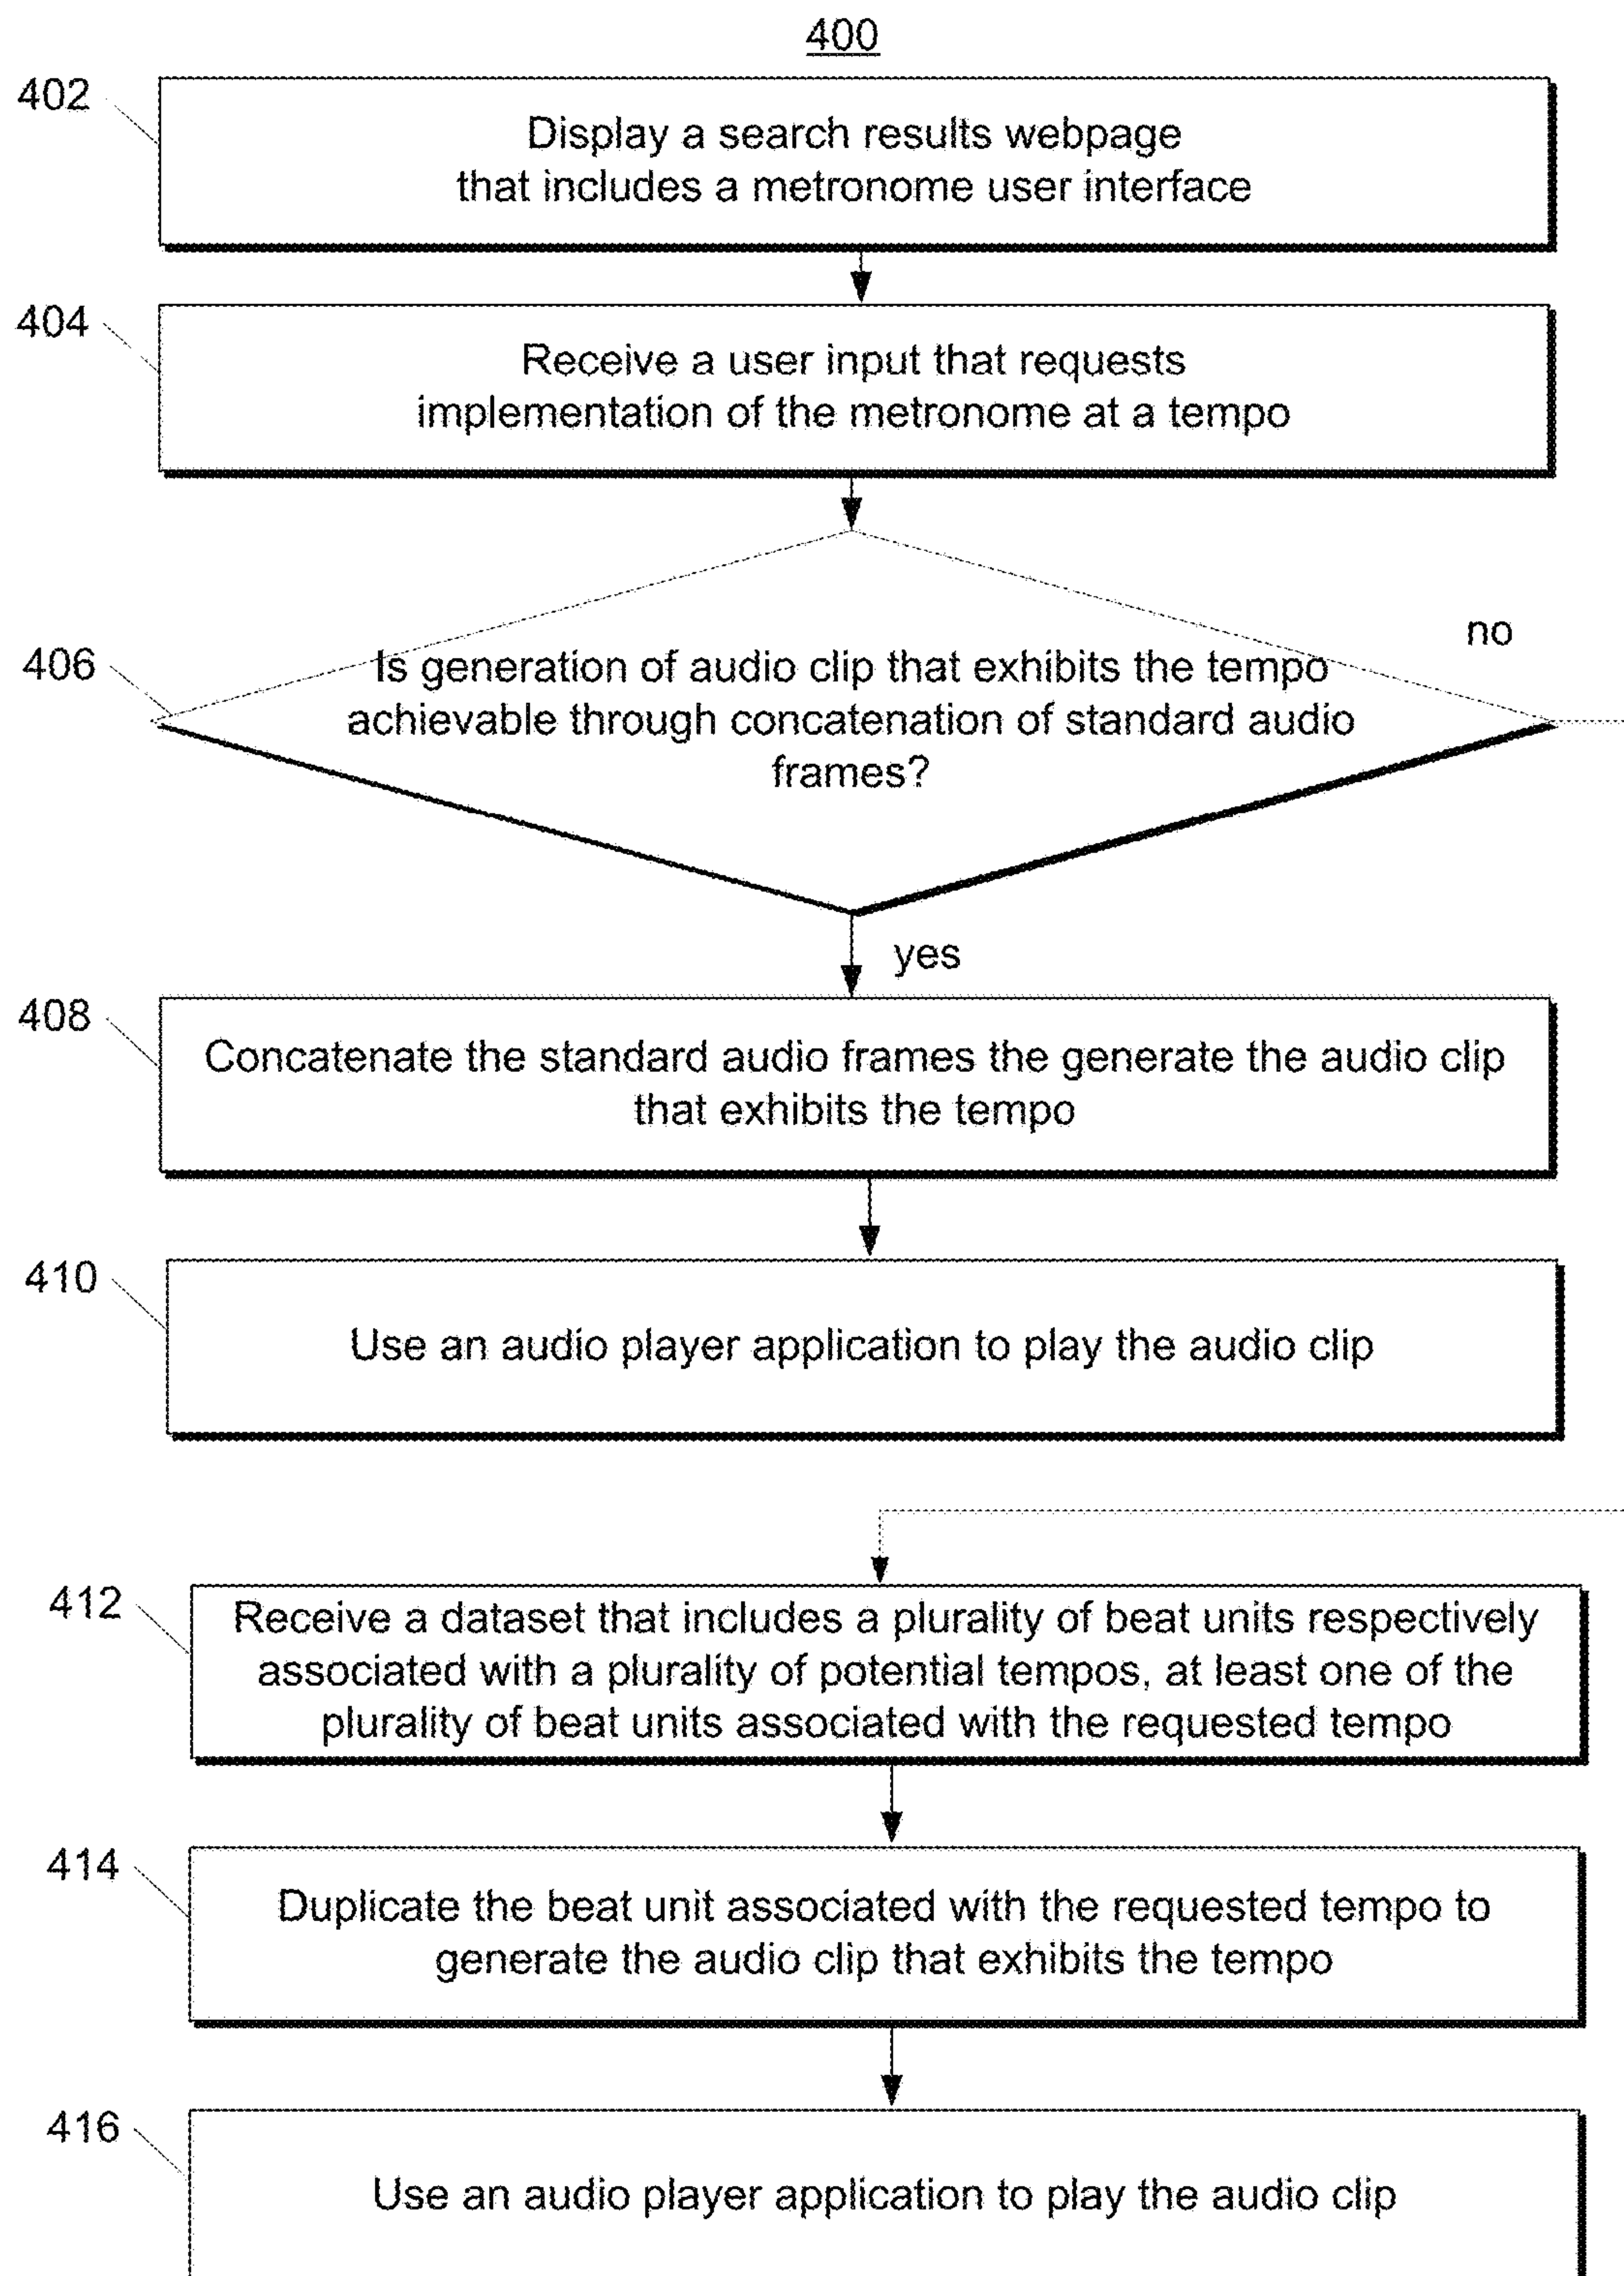 400
402
Display a search results webpage
that includes a metronome user interface
404
Receive a user input that requests
implementation of the metronome at a tempo
406
Is generation of audio clip that exhibits the tempo
achievable through concatenation of standard audio
frames?
no
yes
408
Concatenate the standard audio frames the generate the audio clip
that exhibits the tempo
410
Use an audio player application to play the audio clip
412
Receive a dataset that includes a plurality of beat units respectively
associated with a plurality of potential tempos, at least one of the
plurality of beat units associated with the requested tempo
414
Duplicate the beat unit associated with the requested tempo to
generate the audio clip that exhibits the tempo
416
Use an audio player application to play the audio clip